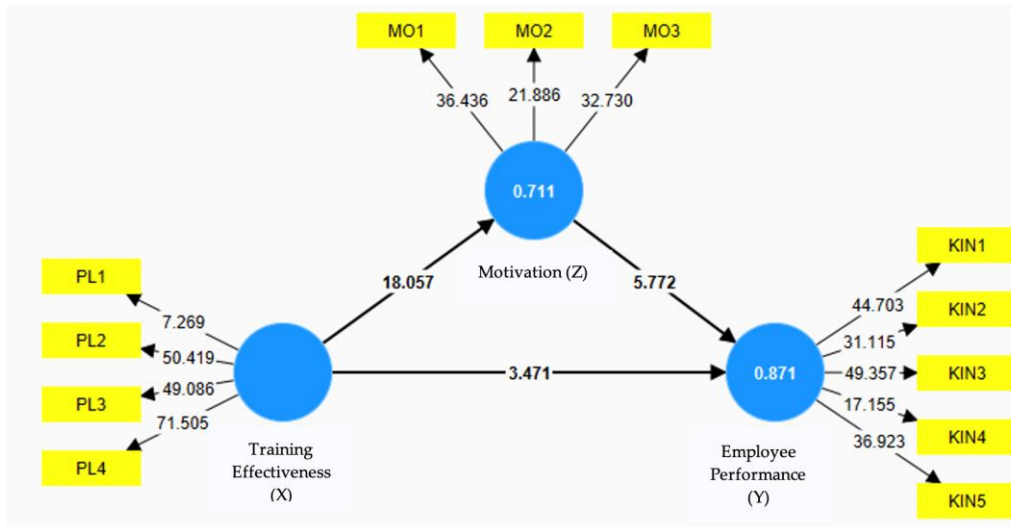 MO1
MO2
MO3
36.436
21.886
32.730
0.711
Motivation (Z)
18.057
5.772
3.471
PL1
PL2
PL3
PL4
7.269
50.419
49.086
71.505
Training
Effectiveness
(X)
0.871
Employee
Performance
(Y)
KIN1
KIN2
KIN3
KIN4
KIN5
44.703
31.115
49.357
17.155
36.923